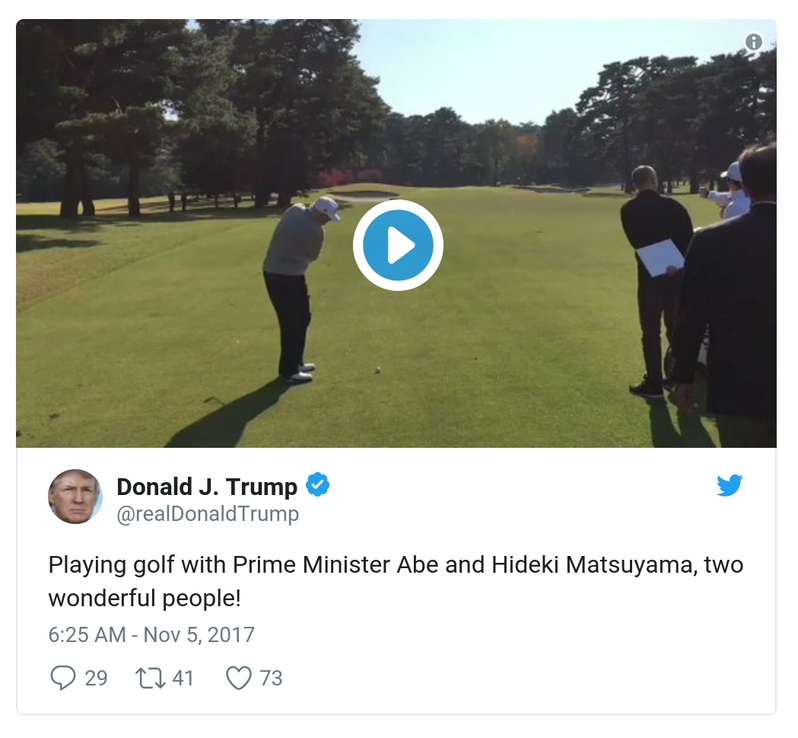 Donald J. Trump
@realDonaldTrump
Playing golf with Prime Minister Abe and Hideki Matsuyama, two
wonderful people!
6:25 AM - Nov 5, 2017
29 41 73